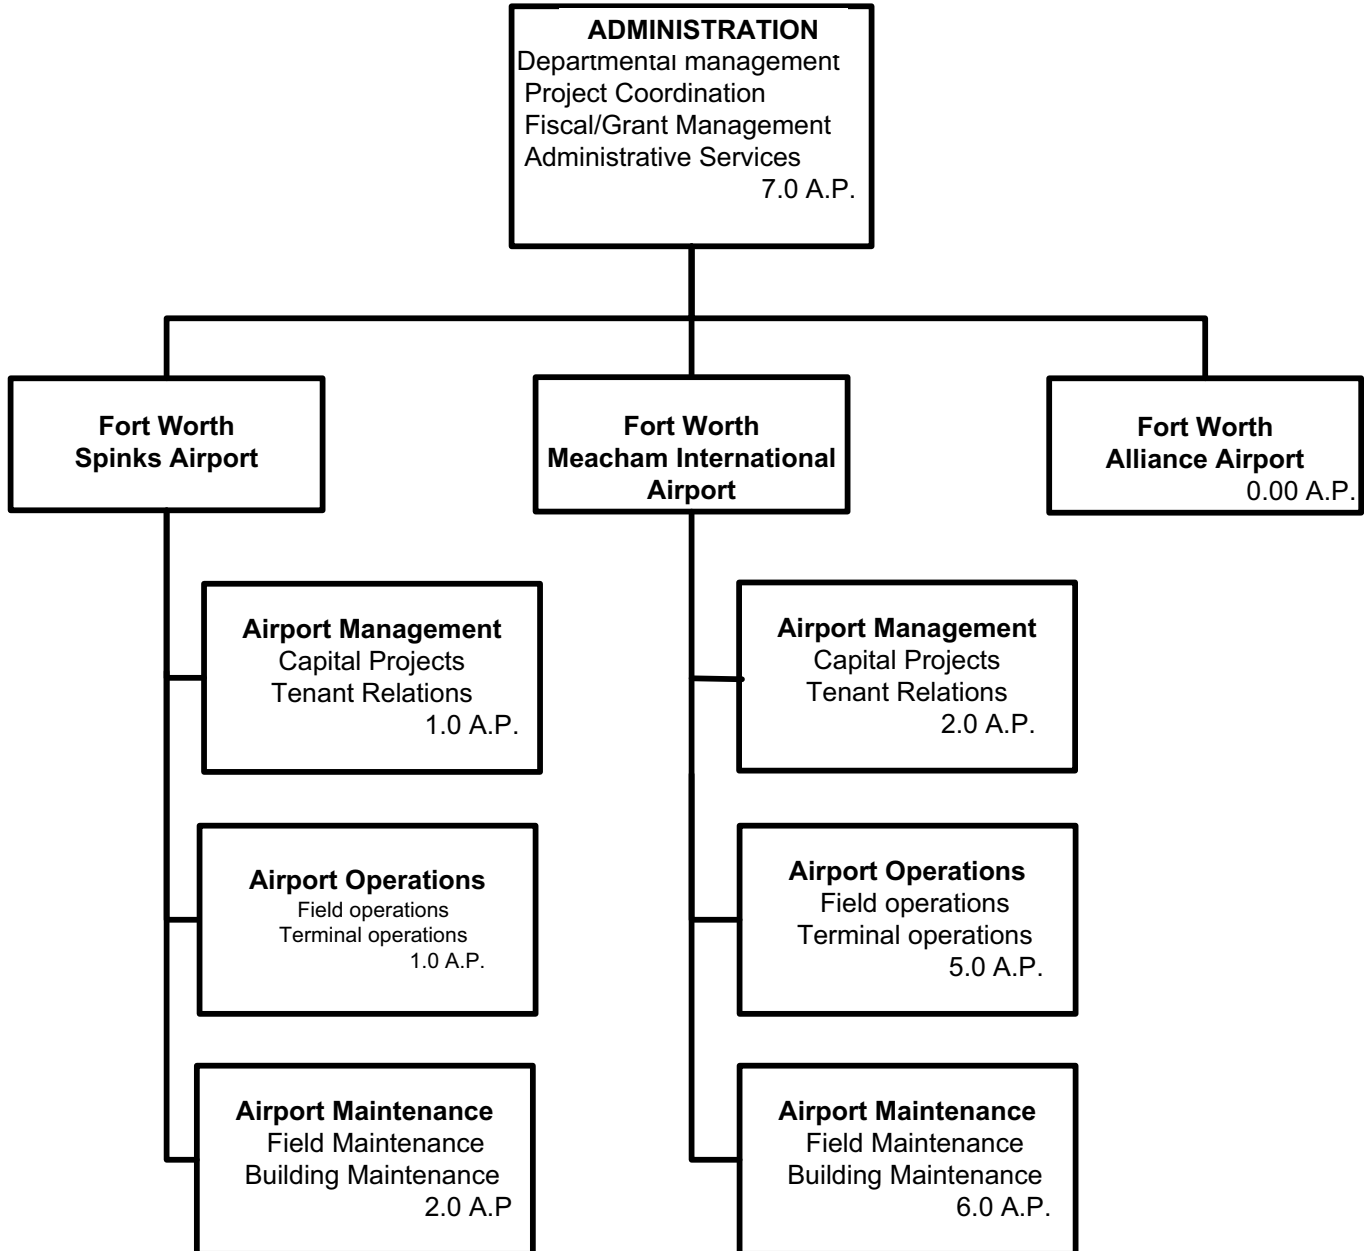 ADMINISTRATION
Departmental management
Project Coordination
Fiscal/Grant Management
Administrative Services
7.0 A.P.
Fort Worth
Spinks Airport
Fort Worth
Meacham International
Airport
Fort Worth
Alliance Airport
0.00 A.P.
Airport Management
Capital Projects
Tenant Relations
1.0 A.P.
Airport Management
Capital Projects
Tenant Relations
2.0 A.P.
Airport Operations
Field operations
Terminal operations
1.0 A.P.
Airport Operations
Field operations
Terminal operations
5.0 A.P.
Airport Maintenance
Field Maintenance
Building Maintenance
2.0 A.P
Airport Maintenance
Field Maintenance
Building Maintenance
6.0 A.P.